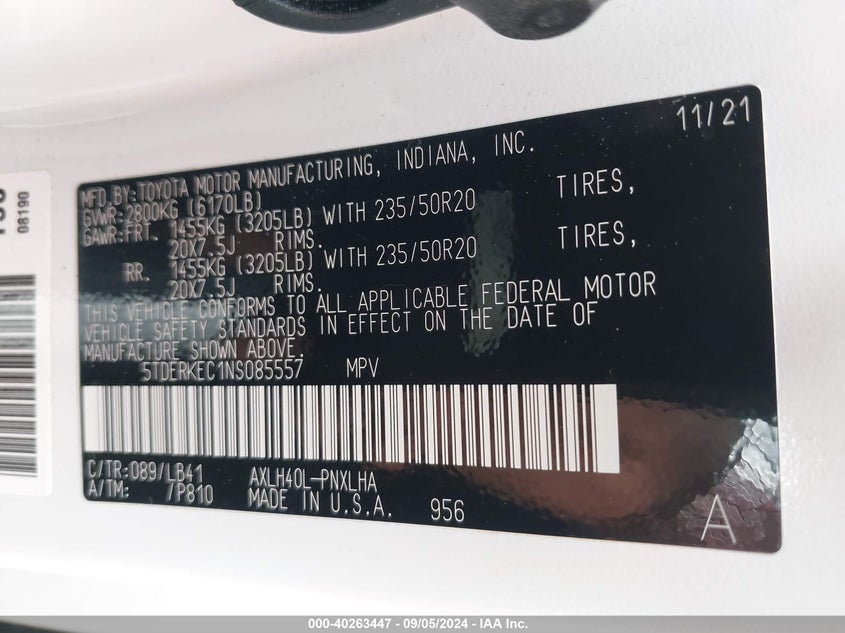 11/21
MFD.BY:TOYOTA MOTOR MANUFACTURING, INDIANA, INC.
GVWR:2800KG (6170LB)
GAWR:FRT. 1455KG (3205LB) WITH 235/50R20 TIRES,
20X7.5J RIMS.
RR. 1455KG (3205LB) WITH 235/50R20 TIRES,
20X7.5J RIMS.
THIS VEHICLE CONFORMS TO ALL APPLICABLE FEDERAL MOTOR
VEHICLE SAFETY STANDARDS IN EFFECT ON THE DATE OF
MANUFACTURE SHOWN ABOVE.
5TDERKEC1NS085557 MPV
C/TR:089/LB41 AXLH40L-PNXLHA
A/TM: /P810 MADE IN U.S.A. 956
A
08190
000-40263447 - 09/05/2024 - IAA Inc.